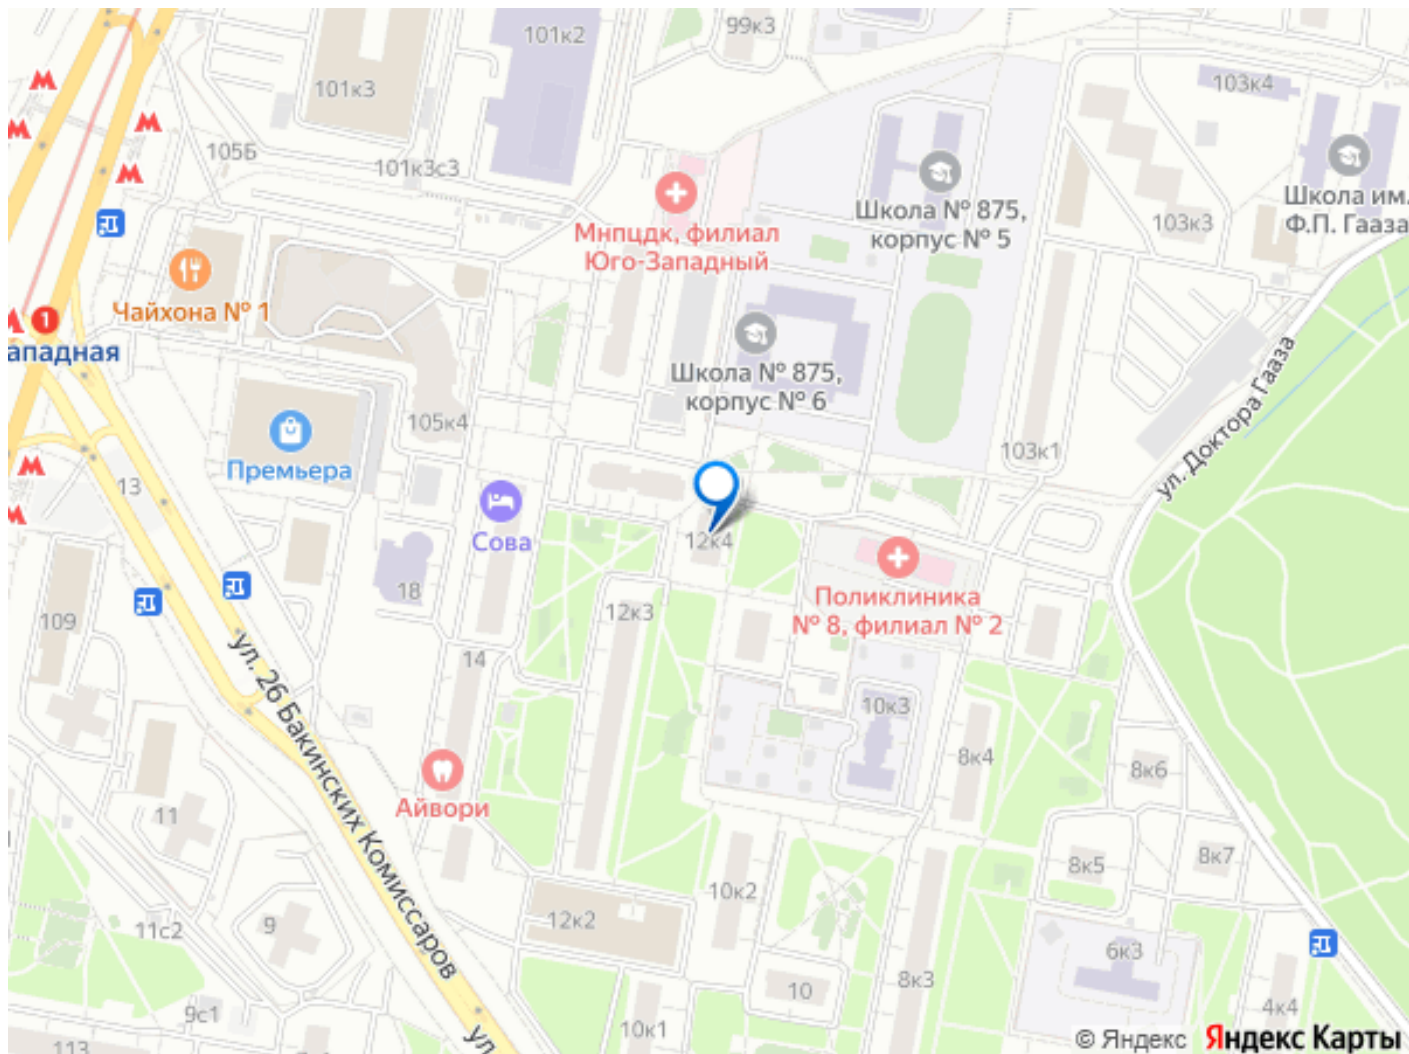 99к3
101к2
101к3
103к4
105Б
101к3с3
Школа им.
Ф.П. Гааза
Школа № 875,
корпус № 5
103к3
Мнпцдк, филиал
Юго-Западный
Чайхона № 1
1
ападная
Школа № 875,
корпус № 6
ул. Доктора Гааза
105к4
103к1
Премьера
13
Сова
12к4
18
Поликлиника
№ 8, филиал № 2
109
12к3
ул. 26 Бакинских Комиссаров
14
10к3
8к4
8к6
Айвори
11
8к5
8к7
10к2
12к2
11с2
9
6к3
8к3
10
4к4
9с1
10к1
ул.
113
© Яндекс Яндекс Карты